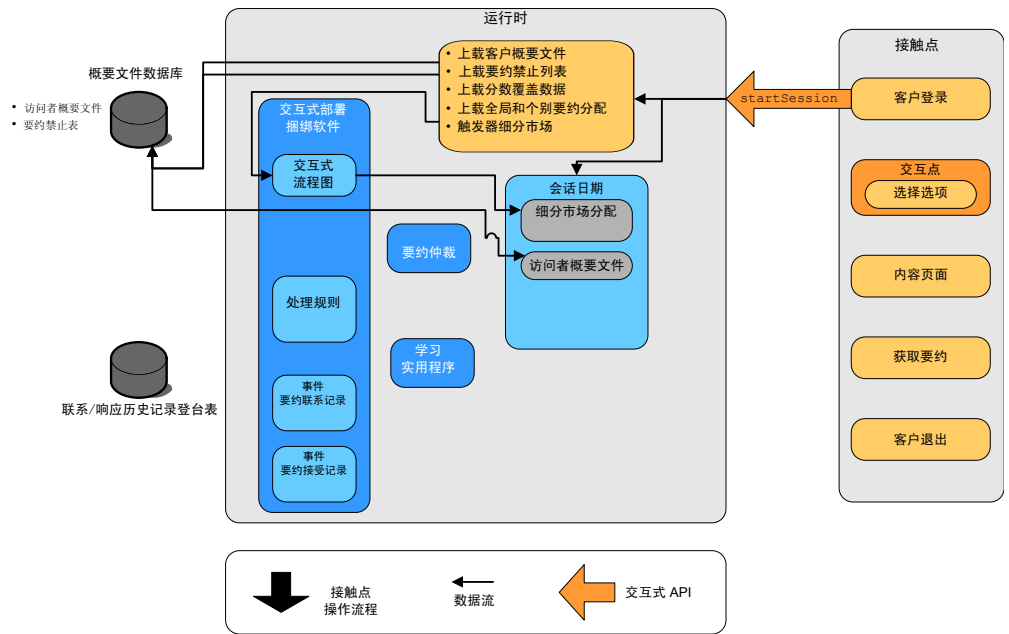 运行时
接触点
概要文件数据库
• 访问者概要文件
• 要约禁止表
• 上载客户概要文件
• 上载要约禁止列表
• 上载分数覆盖数据
• 上载全局和个别要约分配
• 触发器细分市场
startSession
客户登录
交互式部署
捆绑软件
交互式
流程图
会话日期
细分市场分配
访问者概要文件
交互点
选择选项
要约仲裁
内容页面
处理规则
学习
实用程序
获取要约
事件
要约联系记录
联系/响应历史记录登台表
客户退出
事件
要约接受记录
接触点
操作流程
数据流
交互式 API